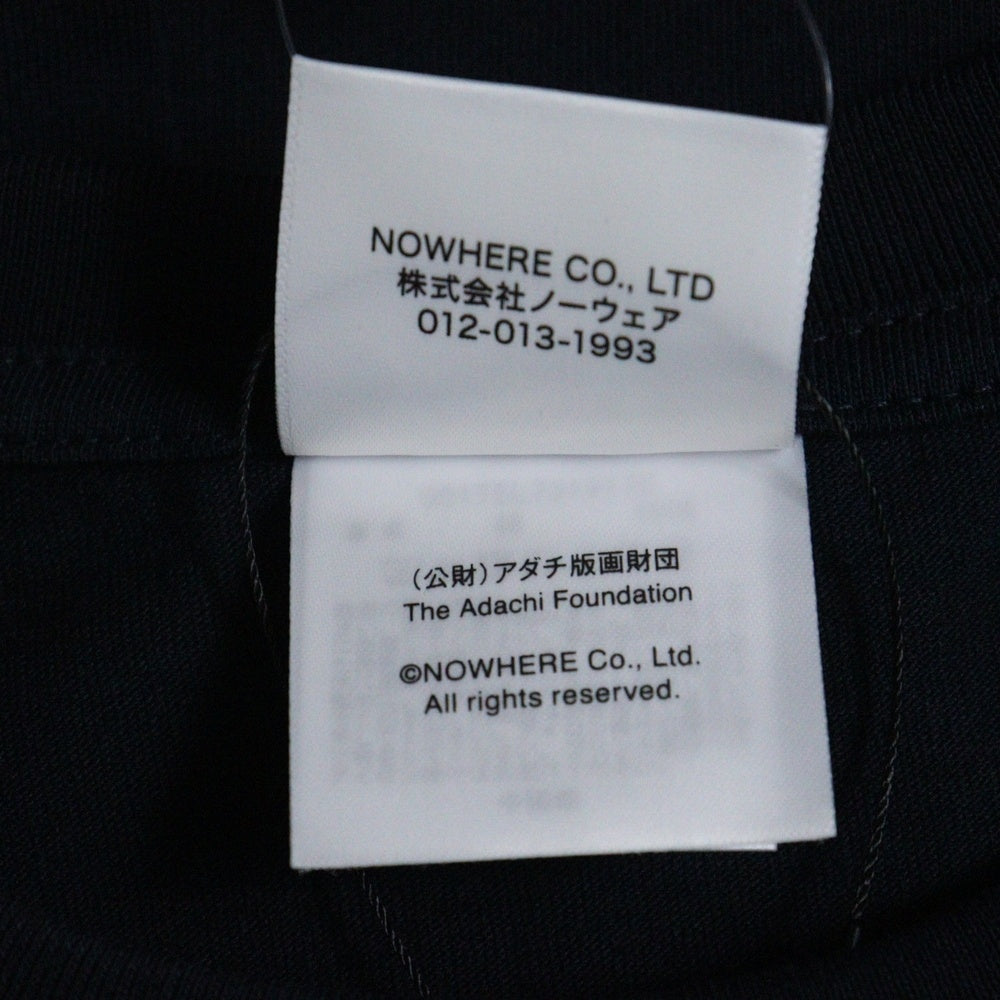 NOWHERE CO., LTD
株式会社ノーウェア
012-013-1993
（公財）アダチ版画財団
The Adachi Foundation
©NOWHERE Co., Ltd.
All rights reserved.